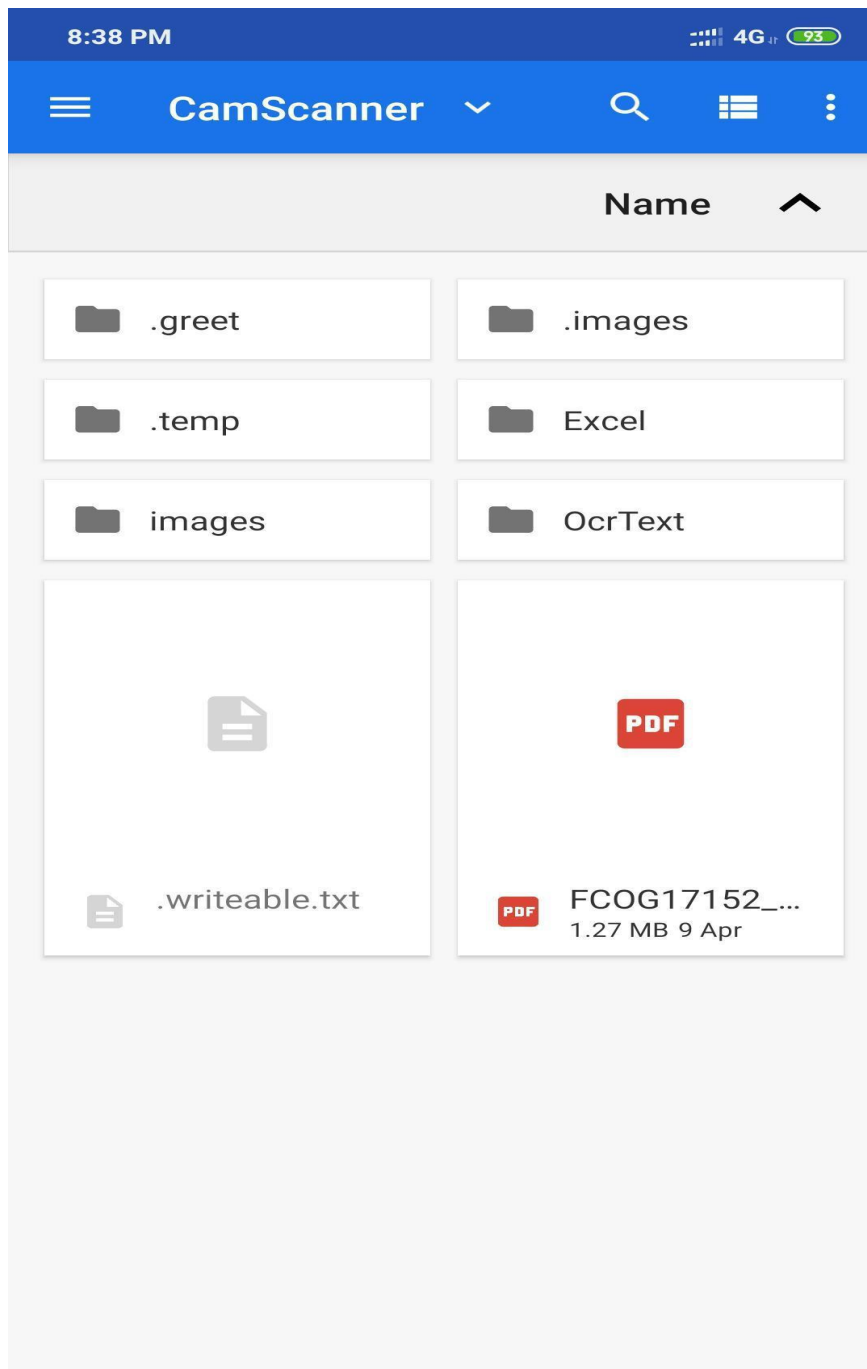 8:38 PM 4G 93
CamScanner
Name
.greet .images
.temp Excel
images OcrText
PDF
.writeable.txt PDF FCOG17152_...
1.27 MB 9 Apr